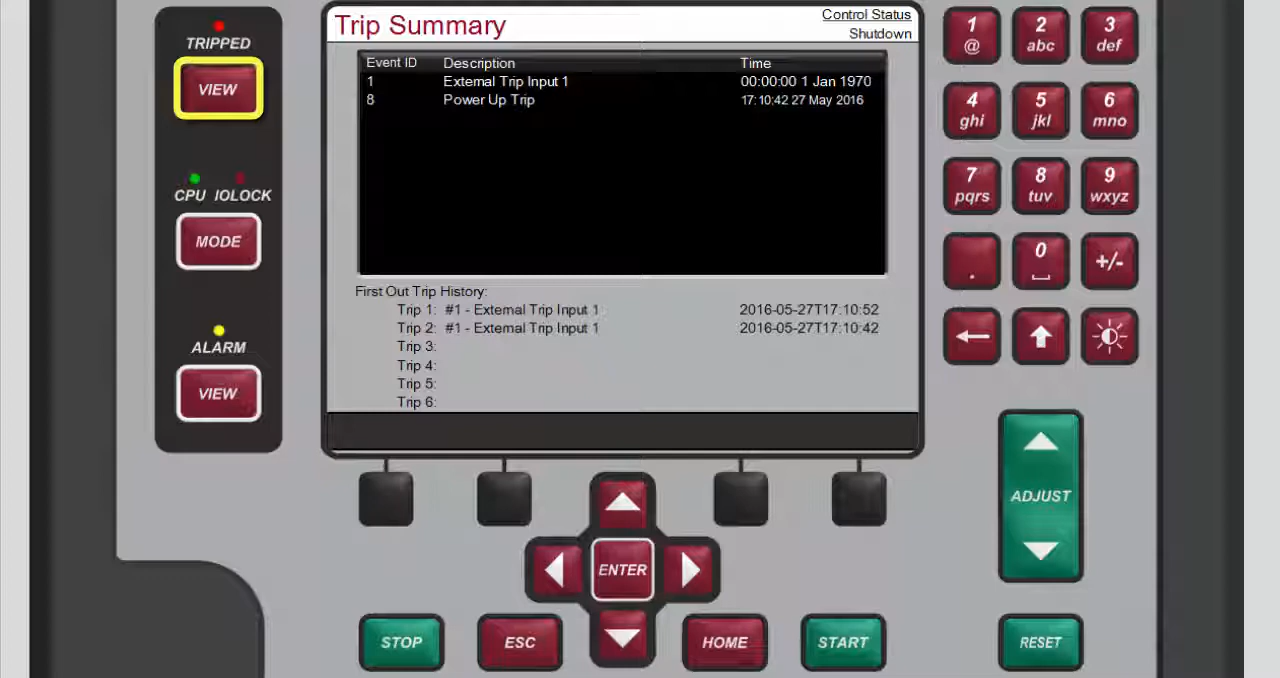 Trip Summary
Control Status
Shutdown
Event ID Description Time
1 External Trip Input 1 00:00:00 1 Jan 1970
8 Power Up Trip 17:10:42 27 May 2016
First Out Trip History:
Trip 1: #1 - External Trip Input 1 2016-05-27T17:10:52
Trip 2: #1 - External Trip Input 1 2016-05-27T17:10:42
Trip 3:
Trip 4:
Trip 5:
Trip 6:
TRIPPED
VIEW
CPU IOLOCK
MODE
ALARM
VIEW
1 @
2 abc
3 def
4 ghi
5 jkl
6 mno
7 pqrs
8 tuv
9 wxyz
.
0
+/-
ADJUST
ENTER
STOP
ESC
HOME
START
RESET